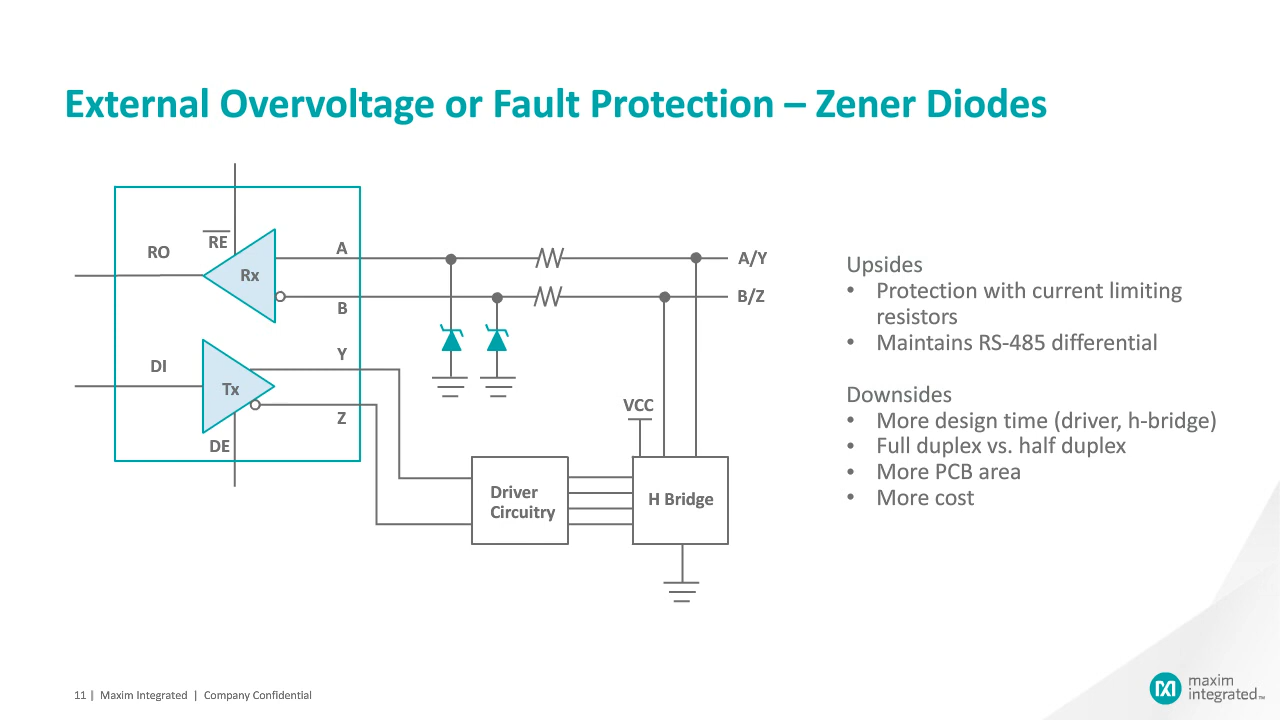 External Overvoltage or Fault Protection – Zener Diodes
RE
RO
Rx
A
B
A/Y
B/Z
DI
Tx
Y
Z
DE
VCC
Driver
Circuitry
H Bridge
Upsides
• Protection with current limiting
resistors
• Maintains RS-485 differential
Downsides
• More design time (driver, h-bridge)
• Full duplex vs. half duplex
• More PCB area
• More cost
11 | Maxim Integrated | Company Confidential
maxim
integrated™